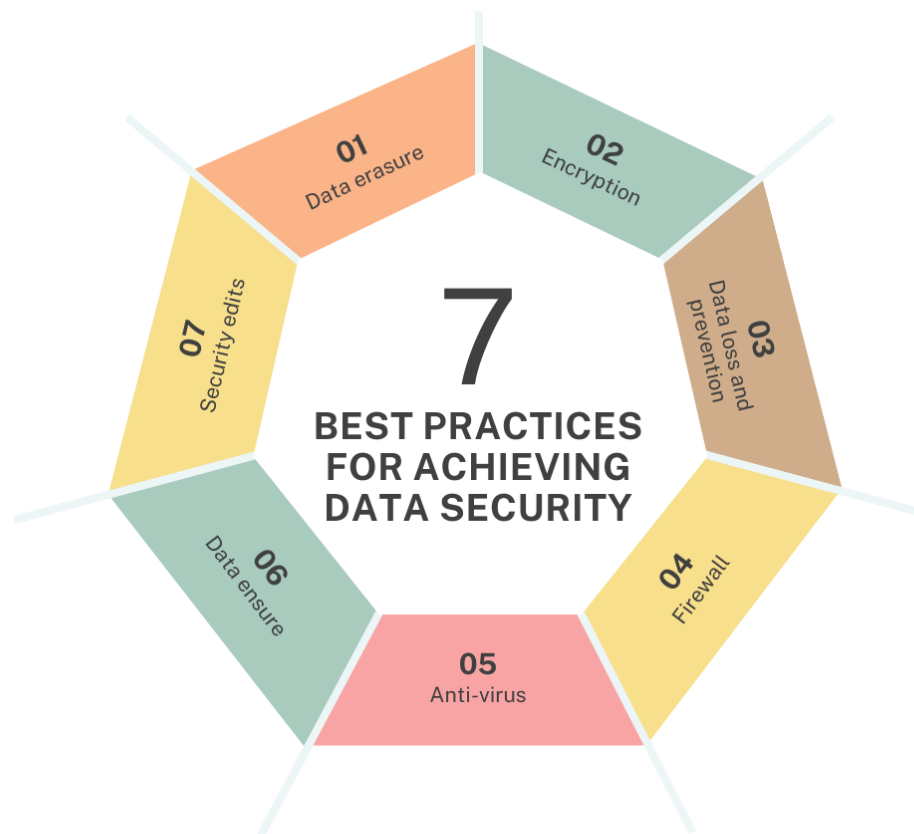 7
BEST PRACTICES
FOR ACHIEVING
DATA SECURITY
01
Data erasure
02
Encryption
03
Data loss and
prevention
04
Firewall
05
Anti-virus
06
Data ensure
07
Security edits